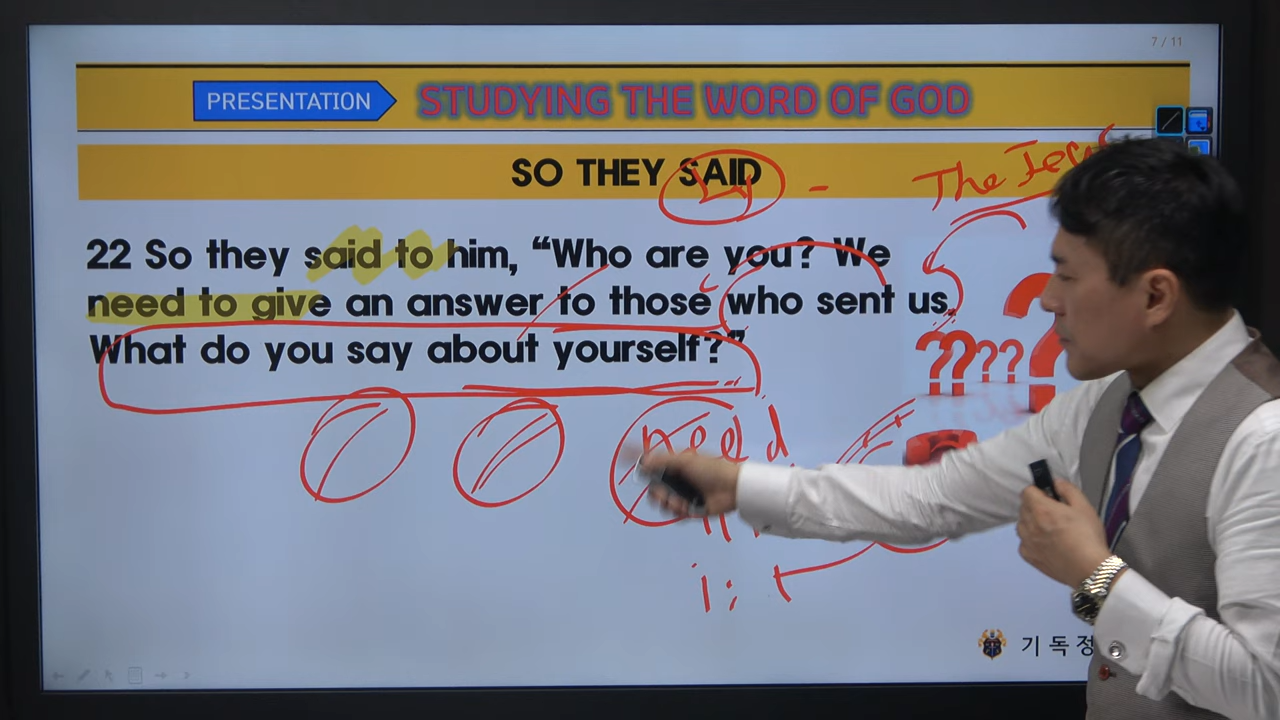 7 / 11
PRESENTATION
STUDYING THE WORD OF GOD
SO THEY SAID
The
22 So they said to him, “Who are you? We
need to give an answer to those who sent us.
What do you say about yourself?”
????
?
need
기 독